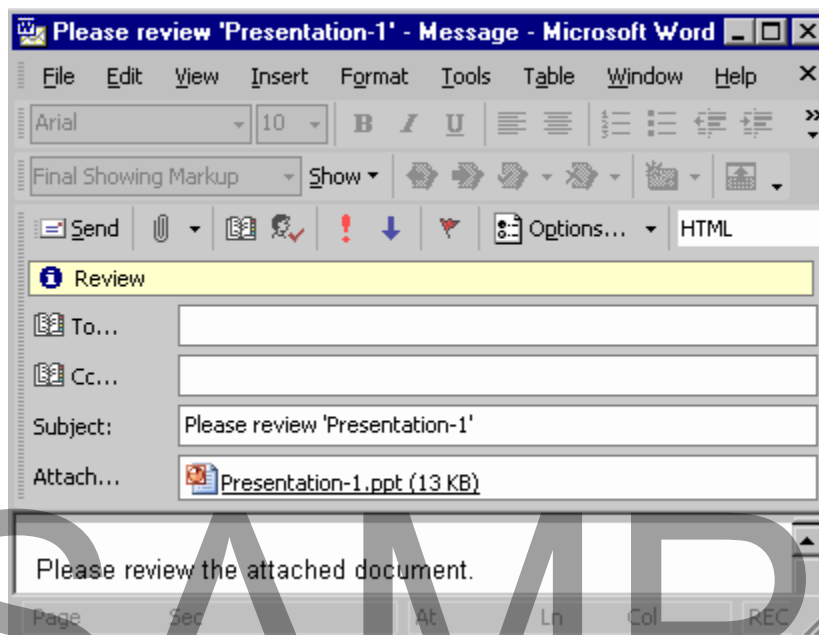 Please review 'Presentation-1' - Message - Microsoft Word
File Edit View Insert Format Tools Table Window Help
Arial 10 B I U
Final Showing Markup Show
Send Options... HTML
Review
To...
Cc...
Subject: Please review 'Presentation-1'
Attach... Presentation-1.ppt (13 KB)
Please review the attached document.
Page Sec At Ln Col REC